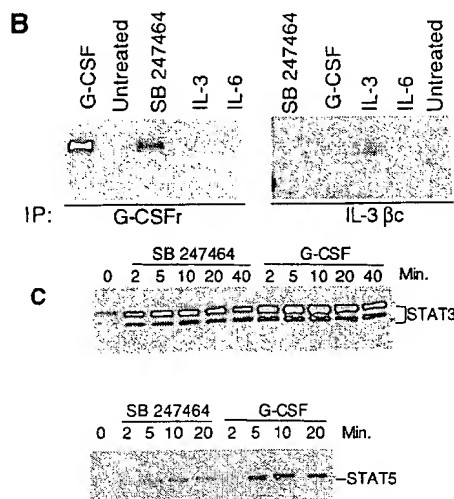 B
G-CSF Untreated SB 247464 IL-3 IL-6 SB 247464 G-CSF IL-3 IL-6 Untreated
IP: G-CSFr IL-3 βc
SB 247464 G-CSF
0 2 5 10 20 40 2 5 10 20 40 Min.
C
STAT3
SB 247464 G-CSF
0 2 5 10 20 2 5 10 20 Min.
STAT5